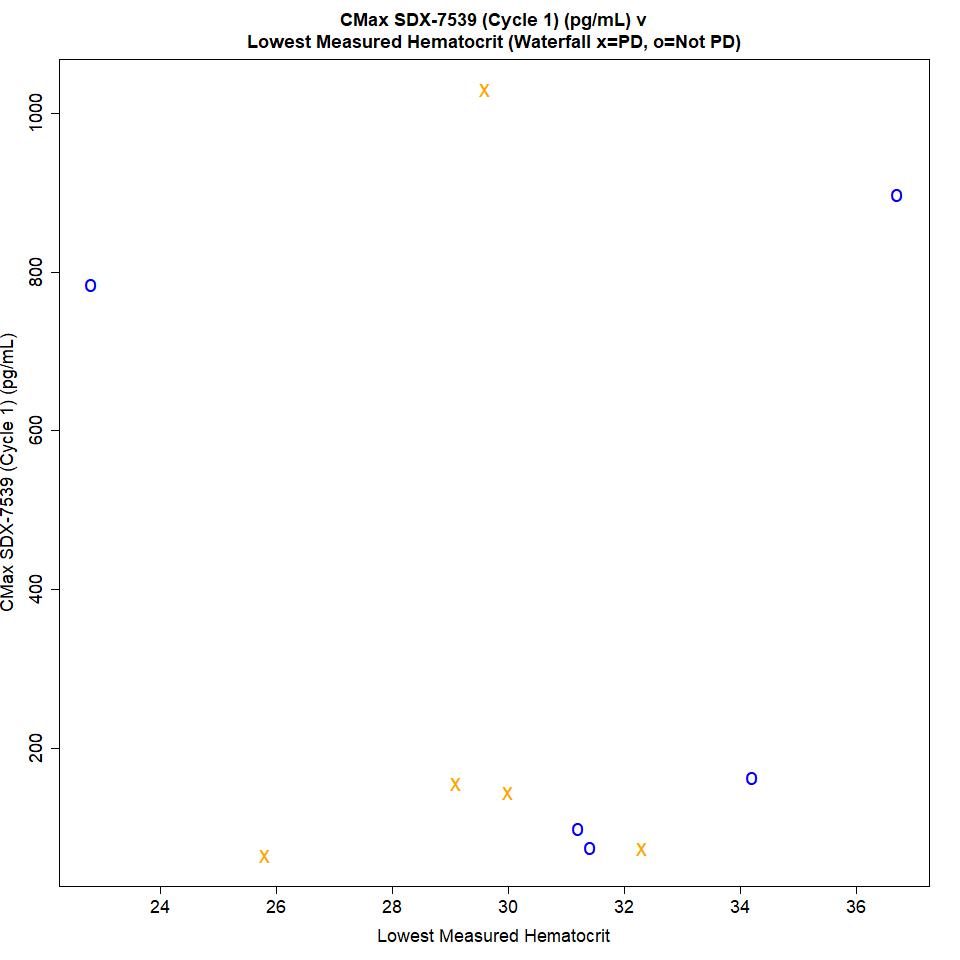 CMax SDX-7539 (Cycle 1) (pg/mL) v
Lowest Measured Hematocrit (Waterfall x=PD, o=Not PD)
CMax SDX-7539 (Cycle 1) (pg/mL)
1000
800
600
400
200
X
O
O
X
X
O
O
O
X
X
24 26 28 30 32 34 36
Lowest Measured Hematocrit